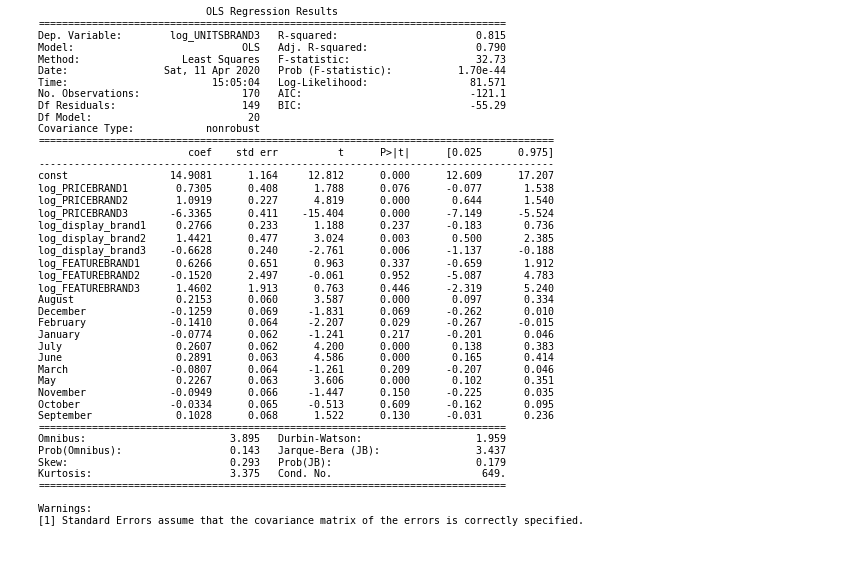 OLS Regression Results
==============================================================================
Dep. Variable: log_UNITSBRAND3 R-squared: 0.815
Model: OLS Adj. R-squared: 0.790
Method: Least Squares F-statistic: 32.73
Date: Sat, 11 Apr 2020 Prob (F-statistic): 1.70e-44
Time: 15:05:04 Log-Likelihood: 81.571
No. Observations: 170 AIC: -121.1
Df Residuals: 149 BIC: -55.29
Df Model: 20
Covariance Type: nonrobust
======================================================================================
coef std err t P>|t| [0.025 0.975]
--------------------------------------------------------------------------------------
const 14.9081 1.164 12.812 0.000 12.609 17.207
log_PRICEBRAND1 0.7305 0.408 1.788 0.076 -0.077 1.538
log_PRICEBRAND2 1.0919 0.227 4.819 0.000 0.644 1.540
log_PRICEBRAND3 -6.3365 0.411 -15.404 0.000 -7.149 -5.524
log_display_brand1 0.2766 0.233 1.188 0.237 -0.183 0.736
log_display_brand2 1.4421 0.477 3.024 0.003 0.500 2.385
log_display_brand3 -0.6628 0.240 -2.761 0.006 -1.137 -0.188
log_FEATUREBRAND1 0.6266 0.651 0.963 0.337 -0.659 1.912
log_FEATUREBRAND2 -0.1520 2.497 -0.061 0.952 -5.087 4.783
log_FEATUREBRAND3 1.4602 1.913 0.763 0.446 -2.319 5.240
August 0.2153 0.060 3.587 0.000 0.097 0.334
December -0.1259 0.069 -1.831 0.069 -0.262 0.010
February -0.1410 0.064 -2.207 0.029 -0.267 -0.015
January -0.0774 0.062 -1.241 0.217 -0.201 0.046
July 0.2607 0.062 4.200 0.000 0.138 0.383
June 0.2891 0.063 4.586 0.000 0.165 0.414
March -0.0807 0.064 -1.261 0.209 -0.207 0.046
May 0.2267 0.063 3.606 0.000 0.102 0.351
November -0.0949 0.066 -1.447 0.150 -0.225 0.035
October -0.0334 0.065 -0.513 0.609 -0.162 0.095
September 0.1028 0.068 1.522 0.130 -0.031 0.236
==============================================================================
Omnibus: 3.895 Durbin-Watson: 1.959
Prob(Omnibus): 0.143 Jarque-Bera (JB): 3.437
Skew: 0.293 Prob(JB): 0.179
Kurtosis: 3.375 Cond. No. 649.
==============================================================================
Warnings:
[1] Standard Errors assume that the covariance matrix of the errors is correctly specified.